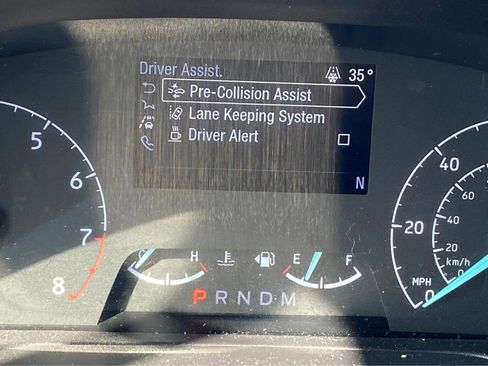 Driver Assist. 35°
Pre-Collision Assist
Lane Keeping System
Driver Alert
N
5
6
7
8
H
E F
P R N D M
40
20
0
MPH
60
40
20
0
km/h